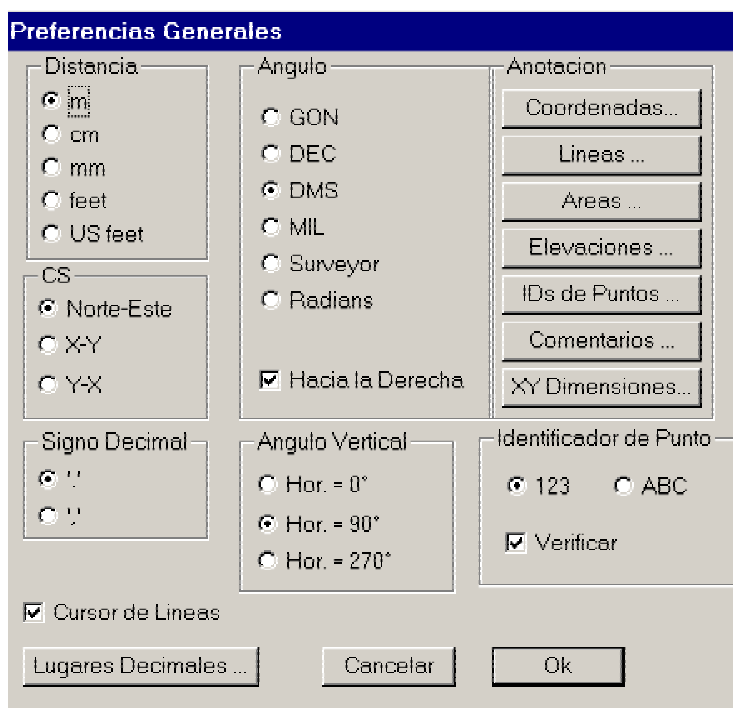 Preferencias Generales
Distancia
m
cm
mm
feet
US feet
CS
Norte-Este
X-Y
Y-X
Signo Decimal
'.'
','
Angulo
GON
DEC
DMS
MIL
Surveyor
Radians
Hacia la Derecha
Angulo Vertical
Hor. = 0°
Hor. = 90°
Hor. = 270°
Anotacion
Coordenadas...
Lineas ...
Areas ...
Elevaciones ...
IDs de Puntos ...
Comentarios ...
XY Dimensiones...
Identificador de Punto
123
ABC
Verificar
Cursor de Lineas
Lugares Decimales ...
Cancelar
Ok